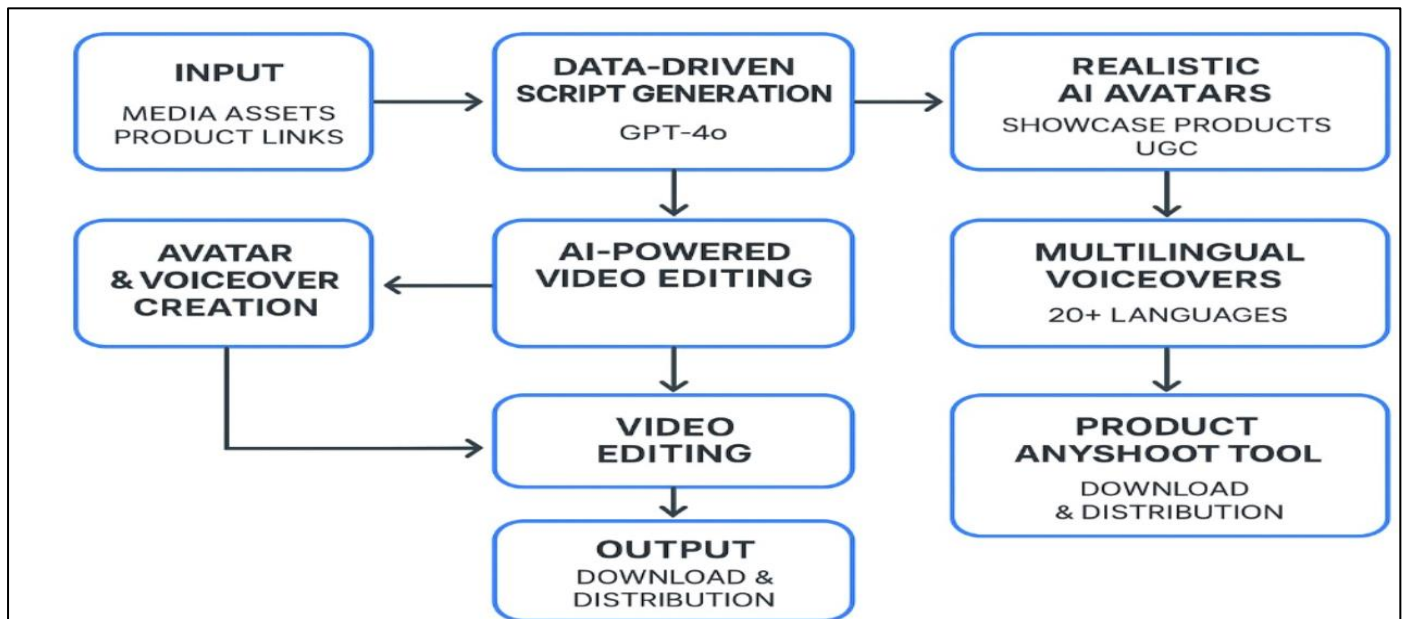 INPUT
MEDIA ASSETS
PRODUCT LINKS
DATA-DRIVEN
SCRIPT GENERATION
GPT-4o
REALISTIC
AI AVATARS
SHOWCASE PRODUCTS
UGC
AVATAR
& VOICEOVER
CREATION
AI-POWERED
VIDEO EDITING
MULTILINGUAL
VOICEOVERS
20+ LANGUAGES
VIDEO
EDITING
PRODUCT
ANYSHOOT TOOL
DOWNLOAD
& DISTRIBUTION
OUTPUT
DOWNLOAD &
DISTRIBUTION